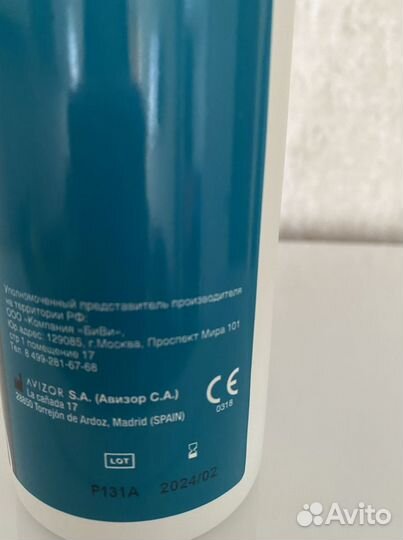 Уполномоченный представитель производителя
на территории РФ:
ООО «Компания «БиВи».
Юр.адрес: 129085, г.Москва, Проспект Мира 101
стр 1 помещение 17
Тел. 8 499-281-67-68
AVIZOR S.A. (Авизор С.А.)
La cañada 17
28850 Torrejón de Ardoz, Madrid (SPAIN)
CE
0318
LOT
P131A 2024/02
Avito